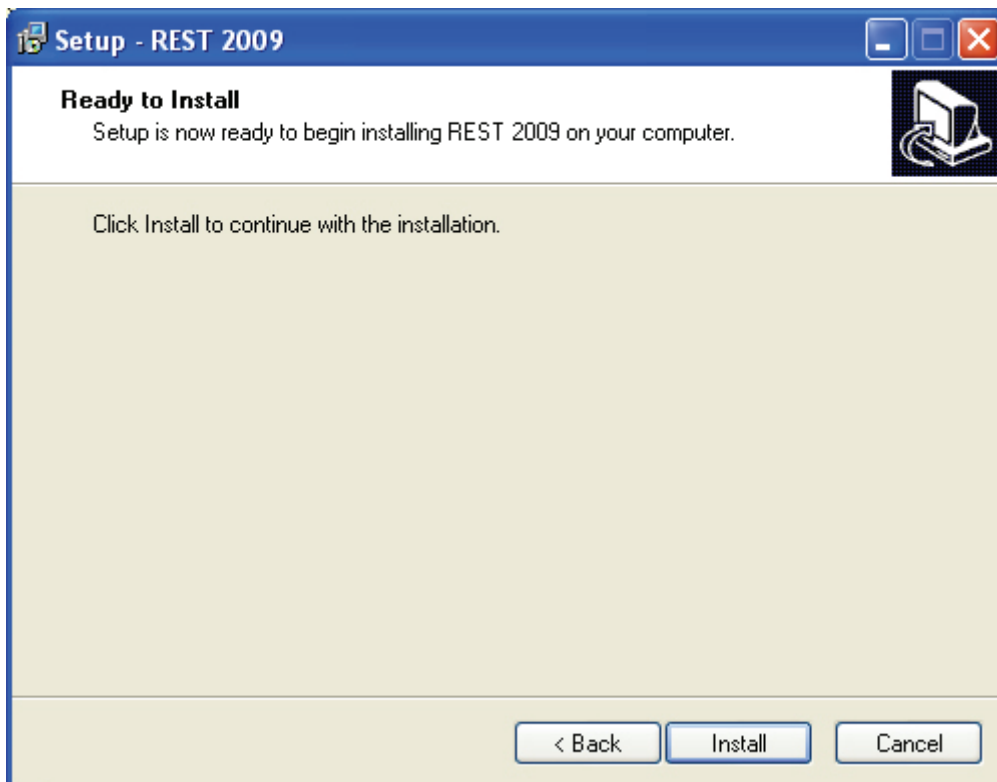 Setup - REST 2009
Ready to Install
Setup is now ready to begin installing REST 2009 on your computer.
Click Install to continue with the installation.
< Back Install Cancel